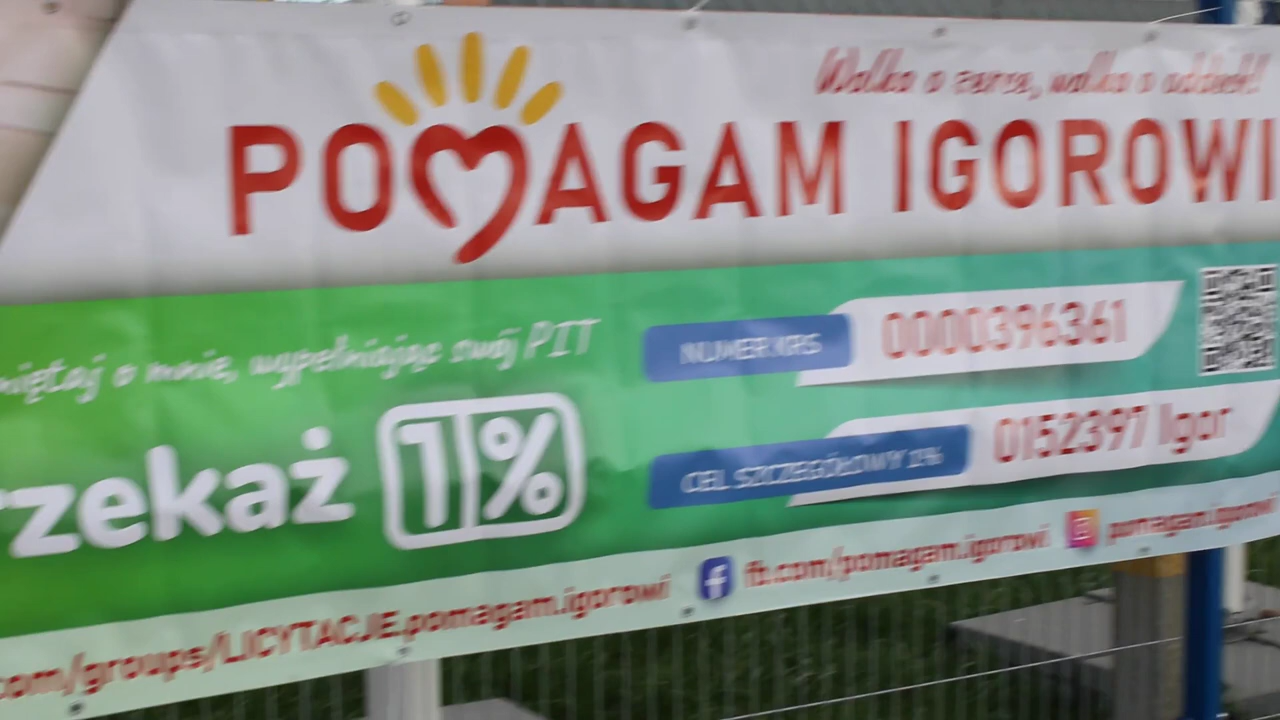 Walka o serce, walka o oddech!
POMAGAM IGOROWI
miętaj o mnie, wypełniając swój PIT
rzekaż 1%
NUMER KRS 0000396361
CEL SZCZEGÓŁOWY 1% 0152397 Igor
com/groups/LICYTACJE.pomagam.igorowi fb.com/pomagam.igorowi pomagam.igorowi